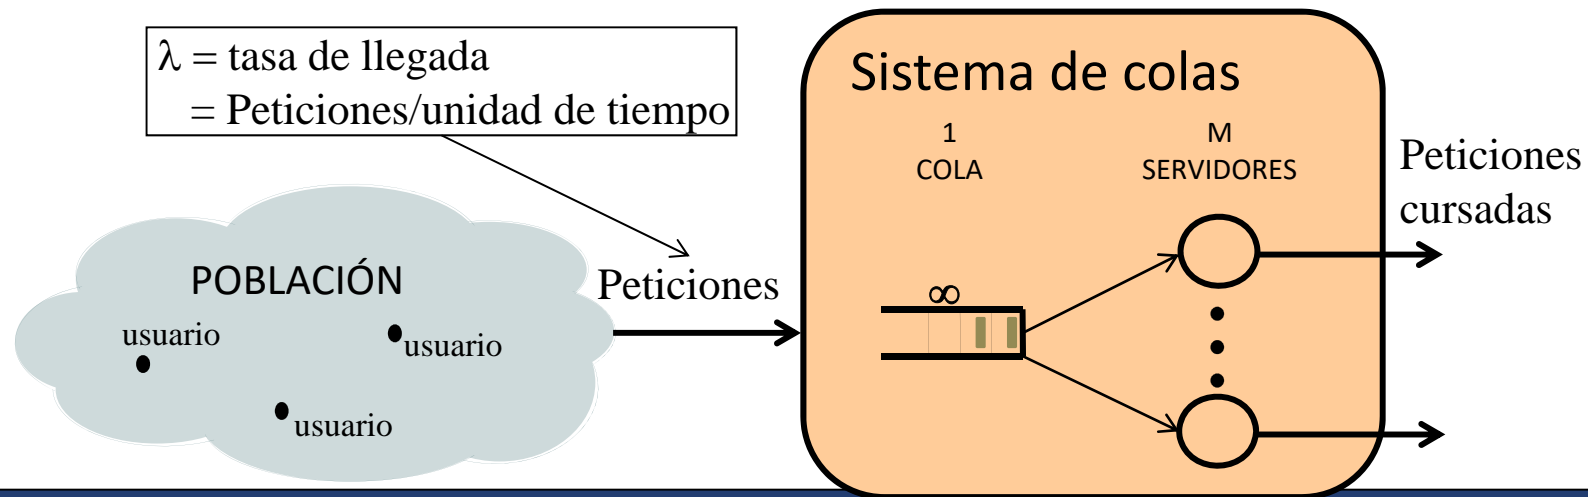 λ = tasa de llegada
= Peticiones/unidad de tiempo
Sistema de colas
1
COLA
M
SERVIDORES
Peticiones
cursadas
POBLACIÓN
Peticiones
∞
usuario
usuario
usuario